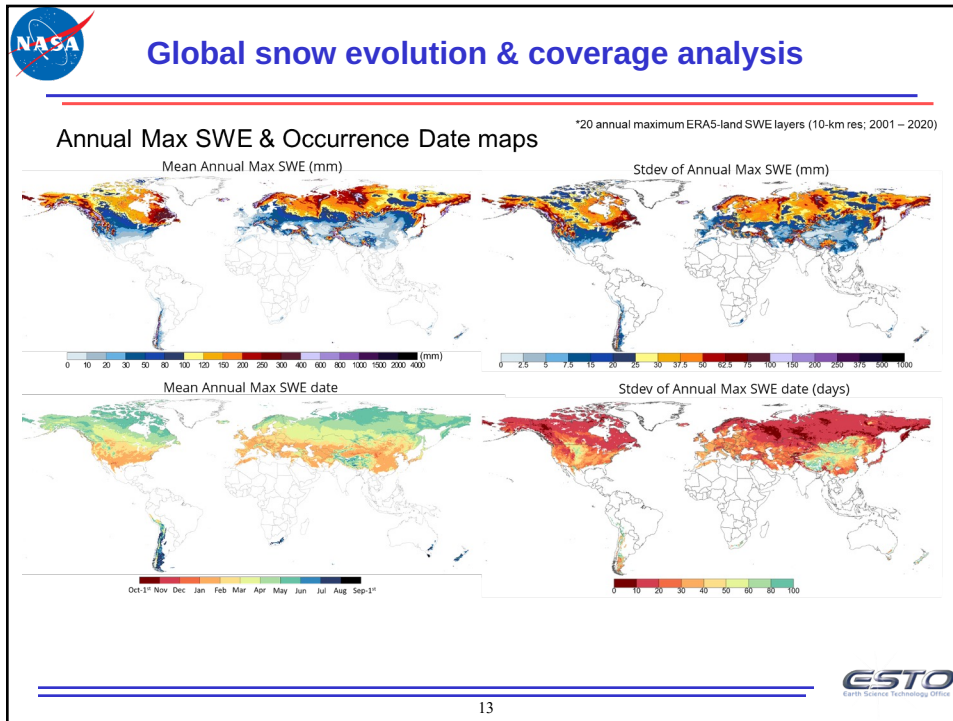 NASA
Global snow evolution & coverage analysis
*20 annual maximum ERA5-land SWE layers (10-km res; 2001 – 2020)
Annual Max SWE & Occurrence Date maps
Mean Annual Max SWE (mm)
0 10 20 30 50 80 100 120 150 200 250 300 400 600 800 1000 1500 2000 4000 (mm)
Stdev of Annual Max SWE (mm)
0 2.5 5 7.5 15 20 25 30 37.5 50 62.5 75 100 150 200 250 375 500 1000
Mean Annual Max SWE date
Oct-1st Nov Dec Jan Feb Mar Apr May Jun Jul Aug Sep-1st
Stdev of Annual Max SWE date (days)
0 10 20 30 40 50 60 80 100
13
ESTO
Earth Science Technology Office